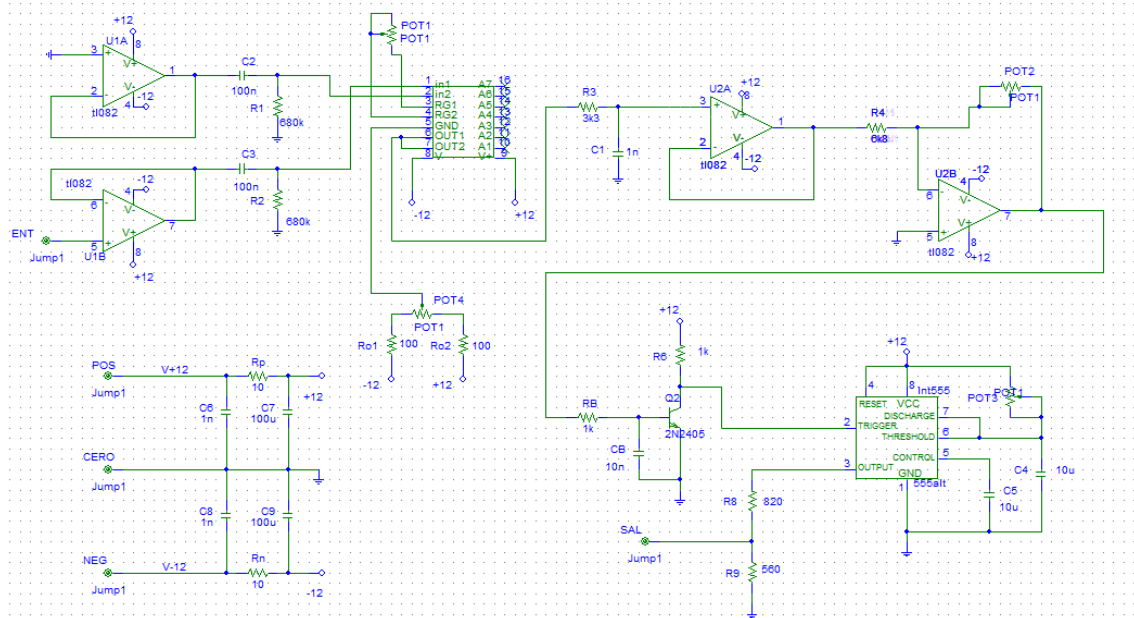 +12
U1A
3
8
V+
1
2
V-
4
-12
tl082
C2
100n
R1
680k
POT1
POT1
1 in1
2 in2
3 RG1
4 RG2
5 GND
6 OUT1
7 OUT2
8 V-
A7 16
A6 15
A5 14
A4 13
A3 12
A2 11
A1 10
V+ 9
-12
+12
C3
100n
R2
680k
tl082
-12
4
6
V-
7
V+
5
8
U1B
+12
ENT
Jump1
R3
3k3
C1
1n
U2A
+12
3
8
V+
1
2
V-
4
-12
tl082
R4
6k8
POT2
POT1
U2B
-12
6
4
V-
7
V+
5
8
tl082
+12
POT4
POT1
Ro1
100
Ro2
100
-12
+12
POS
V+12
Rp
10
+12
Jump1
C6
1n
C7
100u
CERO
Jump1
C8
1n
C9
100u
NEG
V-12
Rn
10
-12
Jump1
+12
R6
1k
Q2
2N2405
RB
1k
CB
10n
+12
4
8
Int555
RESET
VCC
DISCHARGE
7
2
TRIGGER
THRESHOLD
6
CONTROL
5
3
OUTPUT
GND
1
555alt
POT3
POT1
C4
10u
C5
10u
R8
820
SAL
Jump1
R9
560